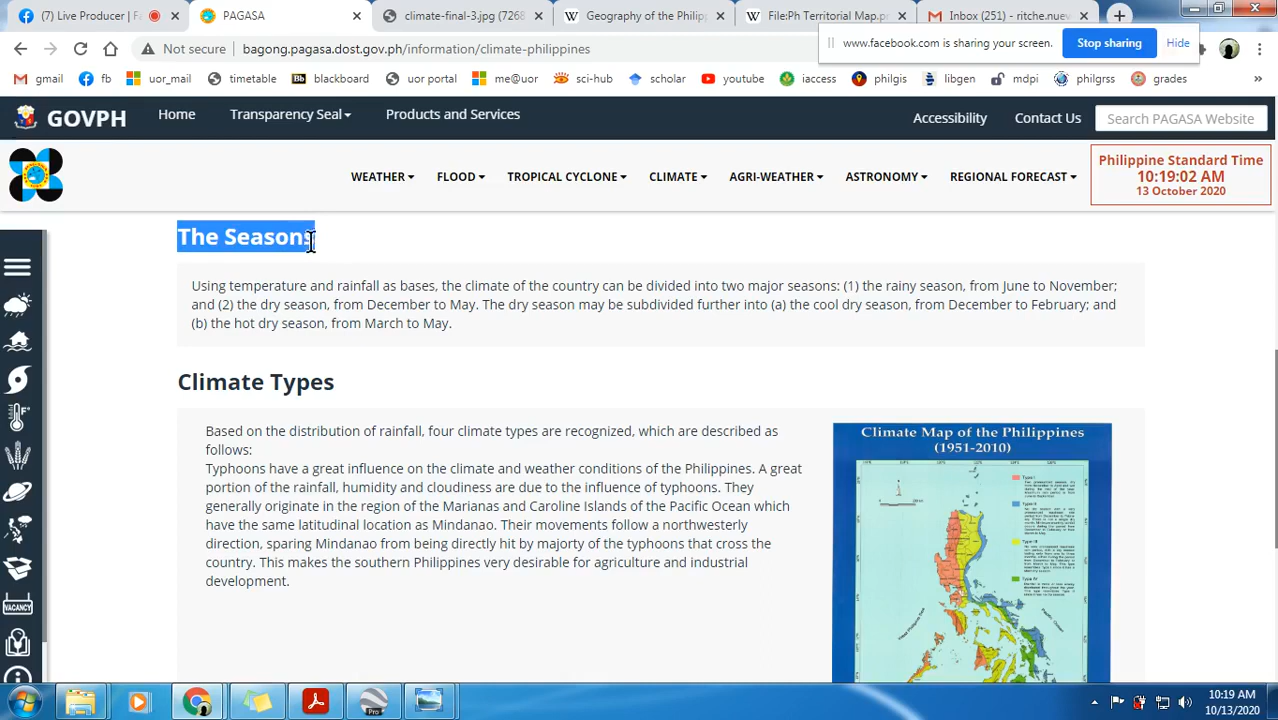 (7) Live Producer | Fa
PAGASA
climate-final-3.jpg (7268
Geography of the Philipp
File:Ph Territorial Map.pn
Inbox (251) - ritche.nuev
Not secure
bagong.pagasa.dost.gov.ph/information/climate-philippines
www.facebook.com is sharing your screen.
Stop sharing
Hide
gmail
fb
uor_mail
timetable
Bb
blackboard
uor portal
me@uor
sci-hub
scholar
youtube
iaccess
philgis
libgen
mdpi
philgrss
grades
GOVPH
Home
Transparency Seal
Products and Services
Accessibility
Contact Us
Search PAGASA Website
WEATHER
FLOOD
TROPICAL CYCLONE
CLIMATE
AGRI-WEATHER
ASTRONOMY
REGIONAL FORECAST
Philippine Standard Time
10:19:02 AM
13 October 2020
The Seasons
Using temperature and rainfall as bases, the climate of the country can be divided into two major seasons: (1) the rainy season, from June to November;
and (2) the dry season, from December to May. The dry season may be subdivided further into (a) the cool dry season, from December to February; and
(b) the hot dry season, from March to May.
Climate Types
Based on the distribution of rainfall, four climate types are recognized, which are described as
follows:
Typhoons have a great influence on the climate and weather conditions of the Philippines. A great
portion of the rainfall, humidity and cloudiness are due to the influence of typhoons. They
generally originate in the region of the Marianas and Caroline Islands of the Pacific Ocean which
have the same latitudinal location as Mindanao. Their movements follow a northwesterly
direction, sparing Mindanao from being directly hit by majority of the typhoons that cross the
country. This makes the southern Philippines very desirable for agriculture and industrial
development.
Climate Map of the Philippines
(1951-2010)
Type I
Type II
Type III
Type IV
VACANCY
Pro
10:19 AM
10/13/2020